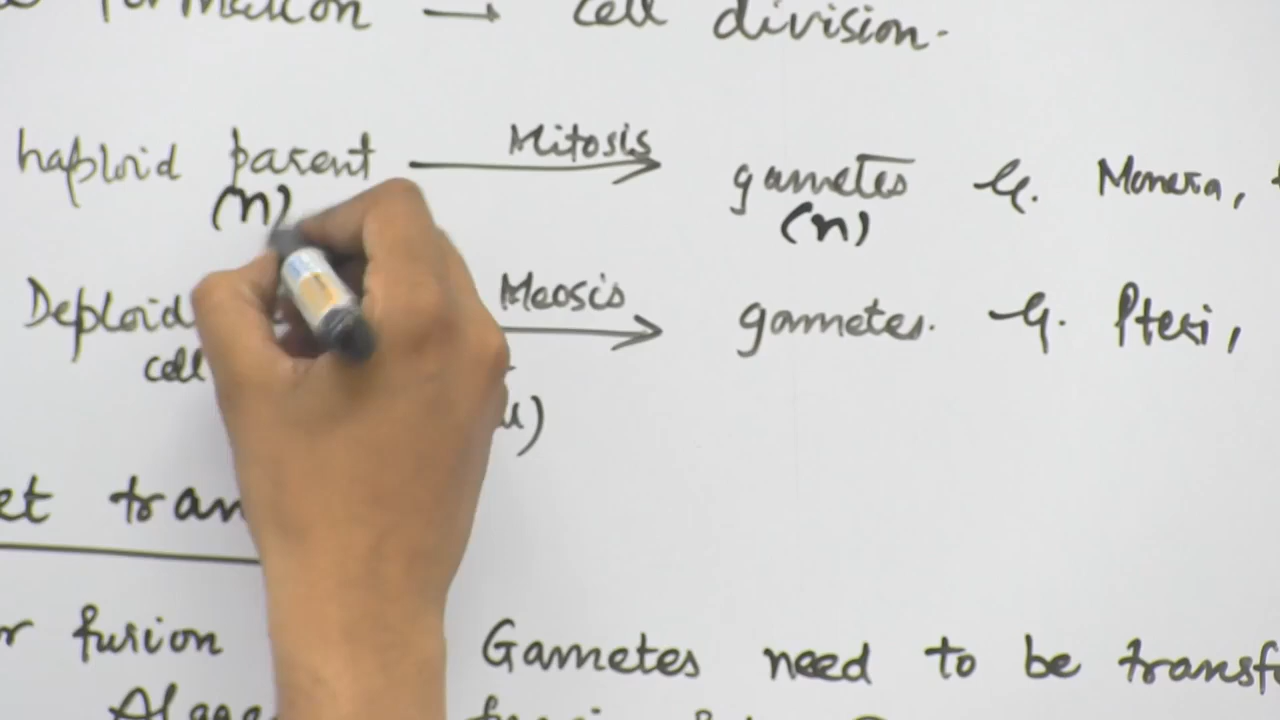 formation → cell division.
haploid parent Mitosis gametes eg. Monera,
(n) (n)
Deploid Meosis gametes. eg. Pteri,
cell
et tran
r fusion Gametes need to be transf
Algae